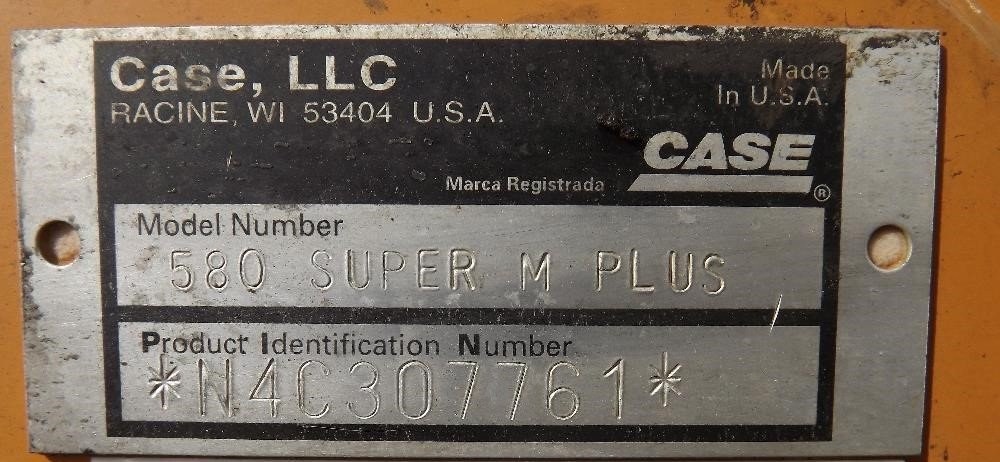 Case, LLC
RACINE, WI 53404 U.S.A.
Made
In U.S.A.
CASE
Marca Registrada
®
Model Number
580 SUPER M PLUS
Product Identification Number
*N4C307761*